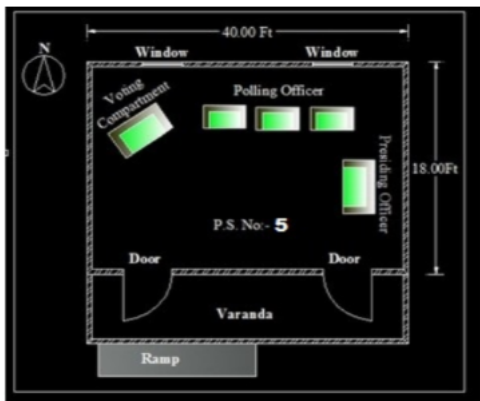 40.00 Ft
N
Window
Window
Voting
Compartment
Polling Officer
Presiding Officer
18.00Ft
P.S. No:- 5
Door
Door
Varanda
Ramp